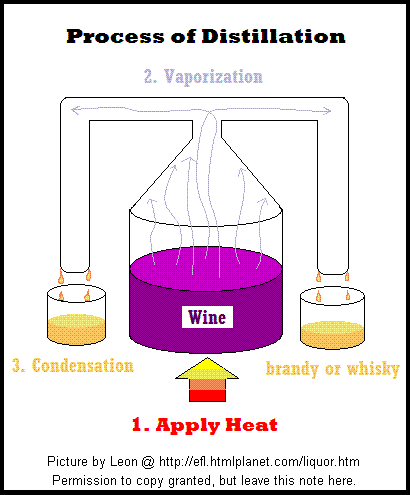 Process of Distillation
2. Vaporization
Wine
3. Condensation
brandy or whisky
1. Apply Heat
Picture by Leon @ http://efl.htmlplanet.com/liquor.htm
Permission to copy granted, but leave this note here.